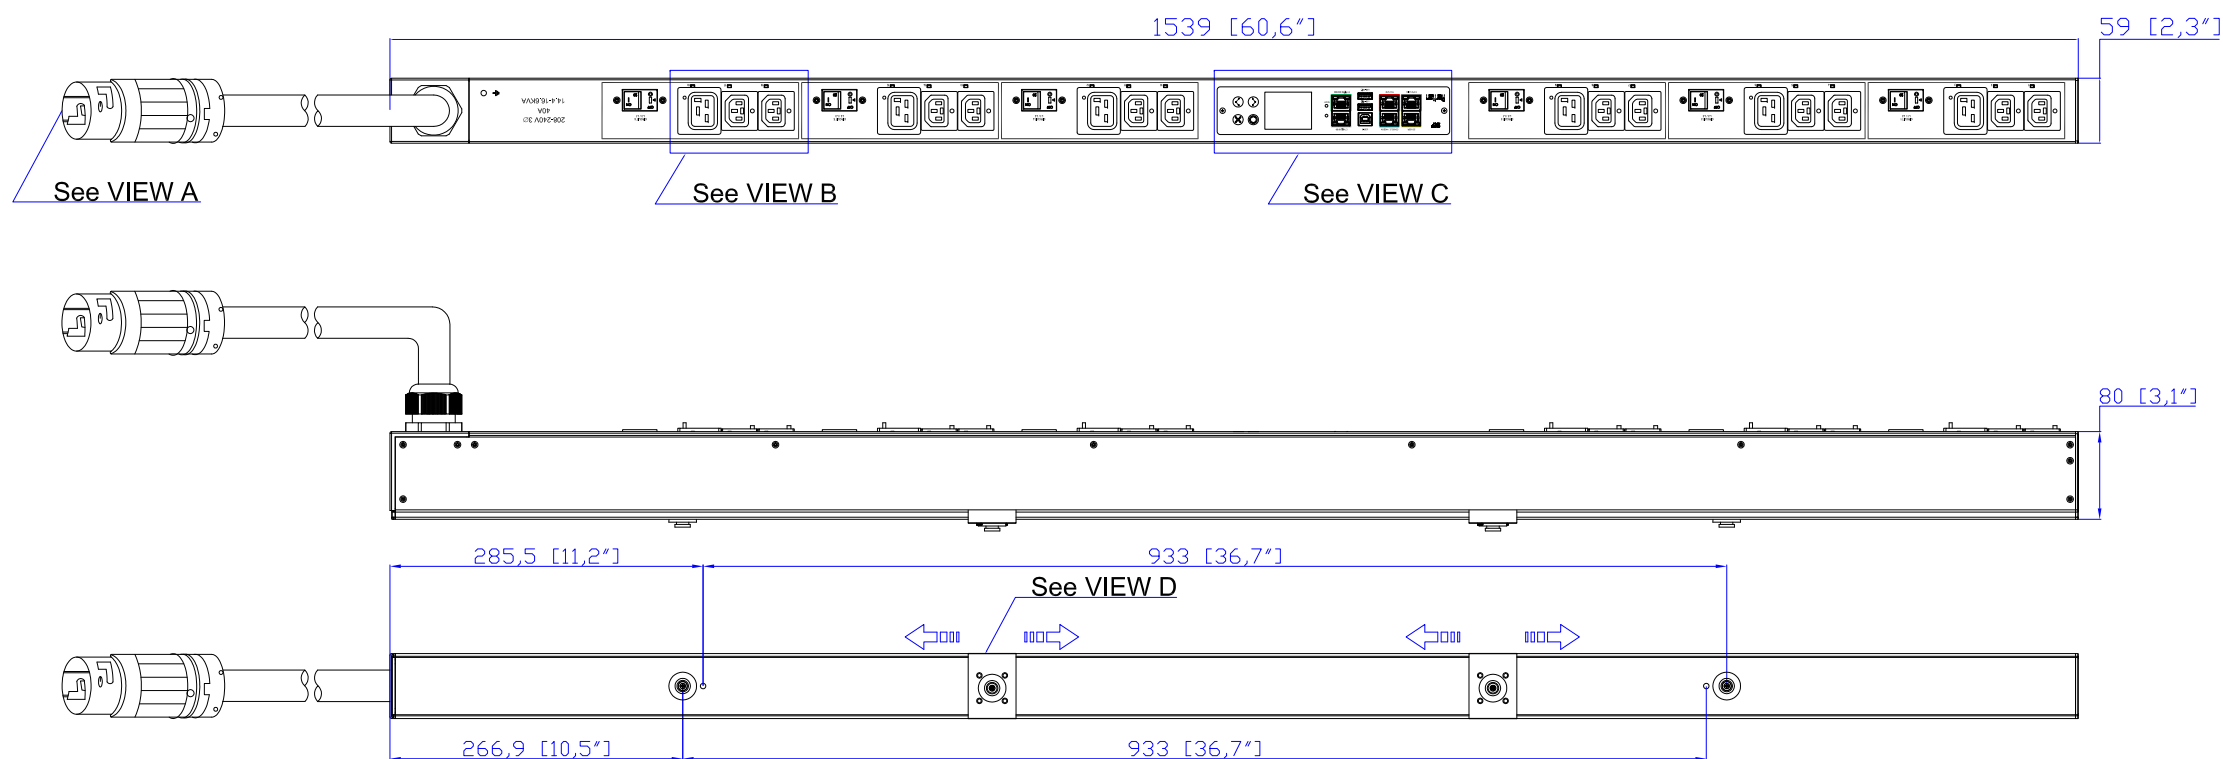 1539 [60,6"]
59 [2,3"]
208-240V 3Ø
40A
14,4-16,6KVA
See VIEW A
See VIEW B
See VIEW C
80 [3,1"]
285,5 [11,2"]
933 [36,7"]
See VIEW D
266,9 [10,5"]
933 [36,7"]